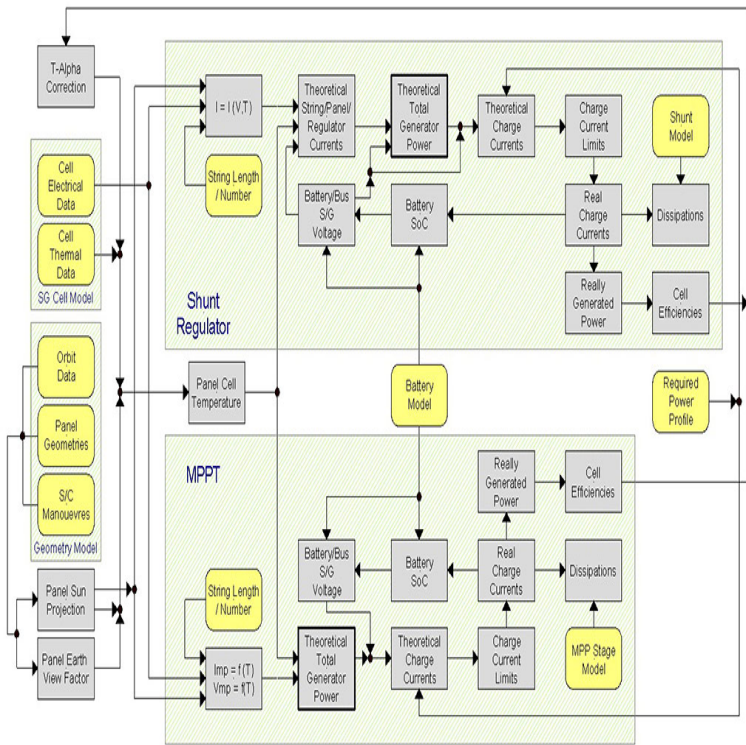 T-Alpha
Correction
Cell
Electrical
Data
Cell
Thermal
Data
SG Cell Model
Orbit
Data
Panel
Geometries
S/C
Manouevres
Geometry Model
Panel Sun
Projection
Panel Earth
View Factor
I = I (V,T)
String Length
/ Number
Theoretical
String/Panel/
Regulator
Currents
Theoretical
Total
Generator
Power
Theoretical
Charge
Currents
Charge
Current
Limits
Shunt
Model
Battery/Bus
S/G
Voltage
Battery
SoC
Real
Charge
Currents
Dissipations
Really
Generated
Power
Cell
Efficiencies
Shunt
Regulator
Panel Cell
Temperature
Battery
Model
Required
Power
Profile
MPPT
Really
Generated
Power
Cell
Efficiencies
Battery/Bus
S/G
Voltage
Battery
SoC
Real
Charge
Currents
Dissipations
String Length
/ Number
Imp = f (T)
Vmp = f(T)
Theoretical
Total
Generator
Power
Theoretical
Charge
Currents
Charge
Current
Limits
MPP Stage
Model